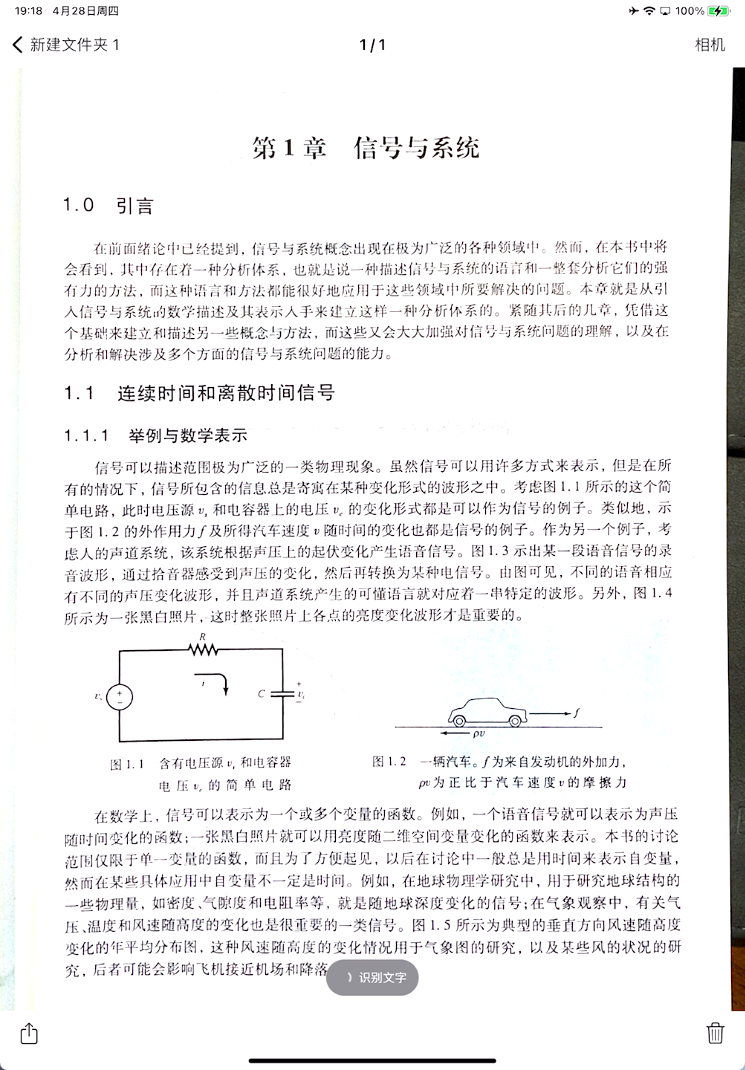 19:18 4月28日周四
100%
新建文件夹 1
1/1
相机
第 1 章 信号与系统
1.0 引言
在前面绪论中已经提到，信号与系统概念出现在极为广泛的各种领域中。然而，在本书中将
会看到，其中存在着一种分析体系，也就是说一种描述信号与系统的语言和一整套分析它们的强
有力的方法，而这种语言和方法都能很好地应用于这些领域中所要解决的问题。本章就是从引
入信号与系统的数学描述及其表示入手来建立这样一种分析体系的。紧随其后的几章，凭借这
个基础来建立和描述另一些概念与方法，而这些又会大大加强对信号与系统问题的理解，以及在
分析和解决涉及多个方面的信号与系统问题的能力。
1.1 连续时间和离散时间信号
1.1.1 举例与数学表示
信号可以描述范围极为广泛的一类物理现象。虽然信号可以用许多方式来表示，但是在所
有的情况下，信号所包含的信息总是寄寓在某种变化形式的波形之中。考虑图 1.1 所示的这个简
单电路，此时电压源 vs 和电容器上的电压 vc 的变化形式都是可以作为信号的例子。类似地，示
于图 1.2 的外作用力 f 及所得汽车速度 v 随时间的变化也都是信号的例子。作为另一个例子，考
虑人的声道系统，该系统根据声压上的起伏变化产生语音信号。图 1.3 示出某一段语音信号的录
音波形，通过拾音器感受到声压的变化，然后再转换为某种电信号。由图可见，不同的语音相应
有不同的声压变化波形，并且声道系统产生的可懂语言就对应着一串特定的波形。另外，图 1.4
所示为一张黑白照片，这时整张照片上各点的亮度变化波形才是重要的。
R
vs
+
−
i
C
+
−
f
ρv
图 1.1 含有电压源 vs 和电容器
电压 vc 的简单电路
图 1.2 一辆汽车。f 为来自发动机的外加力，
ρv 为正比于汽车速度 v 的摩擦力
在数学上，信号可以表示为一个或多个变量的函数。例如，一个语音信号就可以表示为声压
随时间变化的函数；一张黑白照片就可以用亮度随二维空间变量变化的函数来表示。本书的讨论
范围仅限于单一变量的函数，而且为了方便起见，以后在讨论中一般总是用时间来表示自变量，
然而在某些具体应用中自变量不一定是时间。例如，在地球物理学研究中，用于研究地球结构的
一些物理量，如密度、气隙度和电阻率等，就是随地球深度变化的信号；在气象观察中，有关气
压、温度和风速随高度的变化也是很重要的一类信号。图 1.5 所示为典型的垂直方向风速随高度
变化的年平均分布图，这种风速随高度的变化情况用于气象图的研究，以及某些风的状况的研
究，后者可能会影响飞机接近机场和降落
识别文字